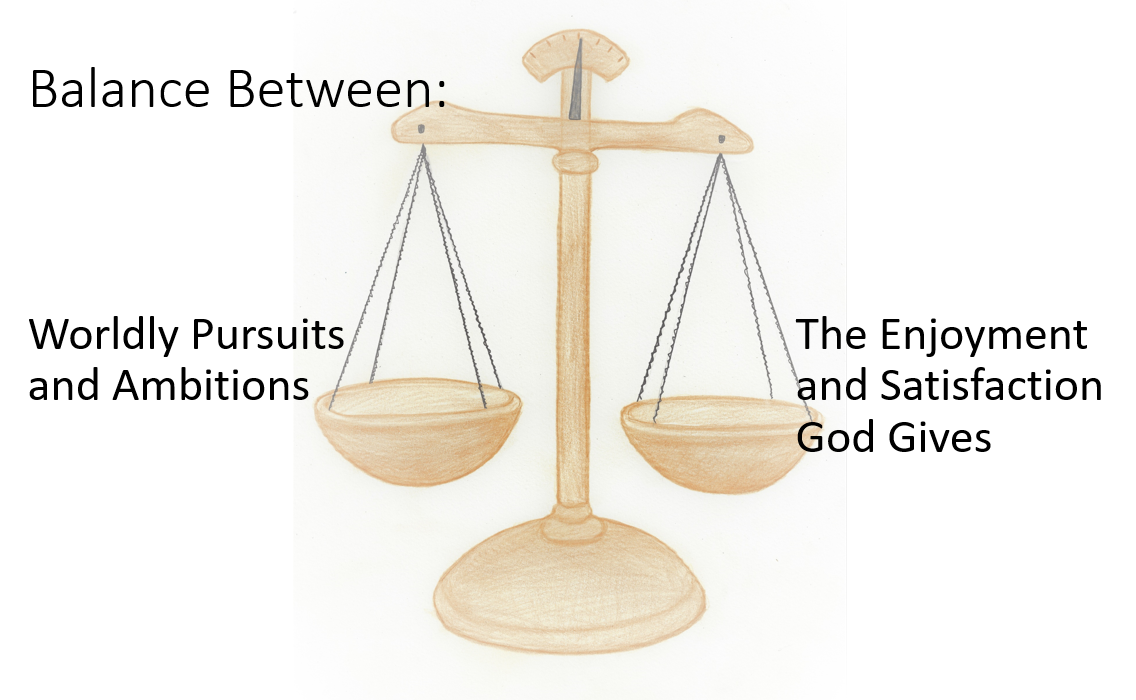 Balance Between:
Worldly Pursuits
and Ambitions
The Enjoyment
and Satisfaction
God Gives